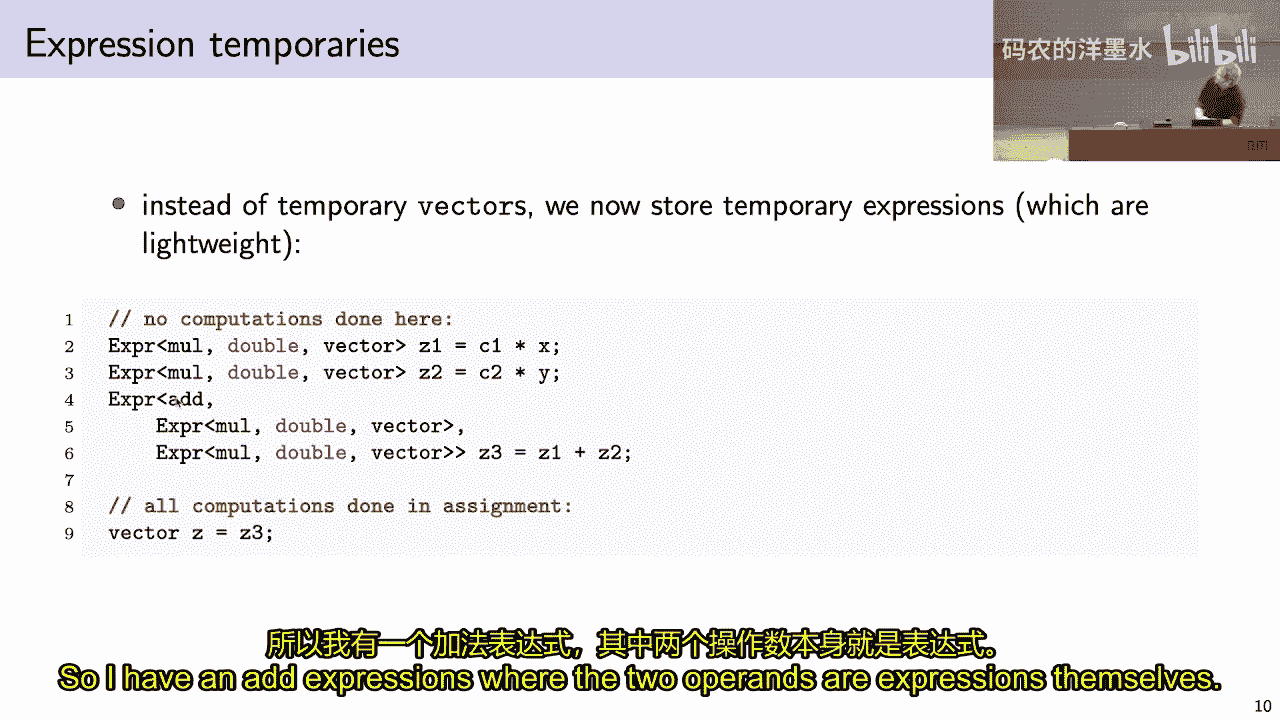 Expression temporaries
码农的洋墨水 bilibili
instead of temporary vectors, we now store temporary expressions (which are
lightweight):
1 // no computations done here:
2 Expr<mul, double, vector> z1 = c1 * x;
3 Expr<mul, double, vector> z2 = c2 * y;
4 Expr<add,
5 Expr<mul, double, vector>,
6 Expr<mul, double, vector>> z3 = z1 + z2;
7
8 // all computations done in assignment:
9 vector z = z3;
所以我有一个加法表达式，其中两个操作数本身就是表达式。
So I have an add expressions where the two operands are expressions themselves.
10